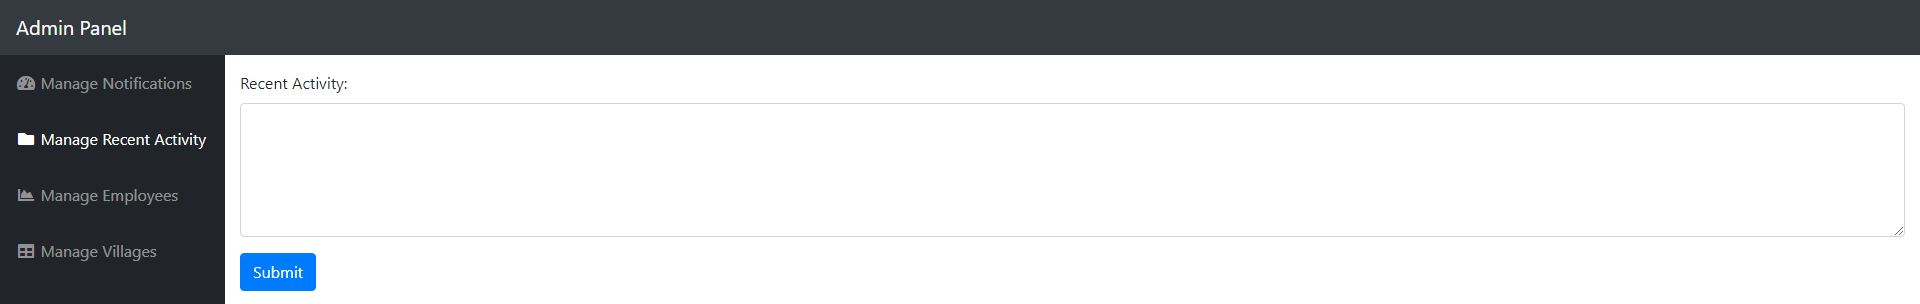 Admin Panel
Manage Notifications
Manage Recent Activity
Manage Employees
Manage Villages
Recent Activity:
Submit